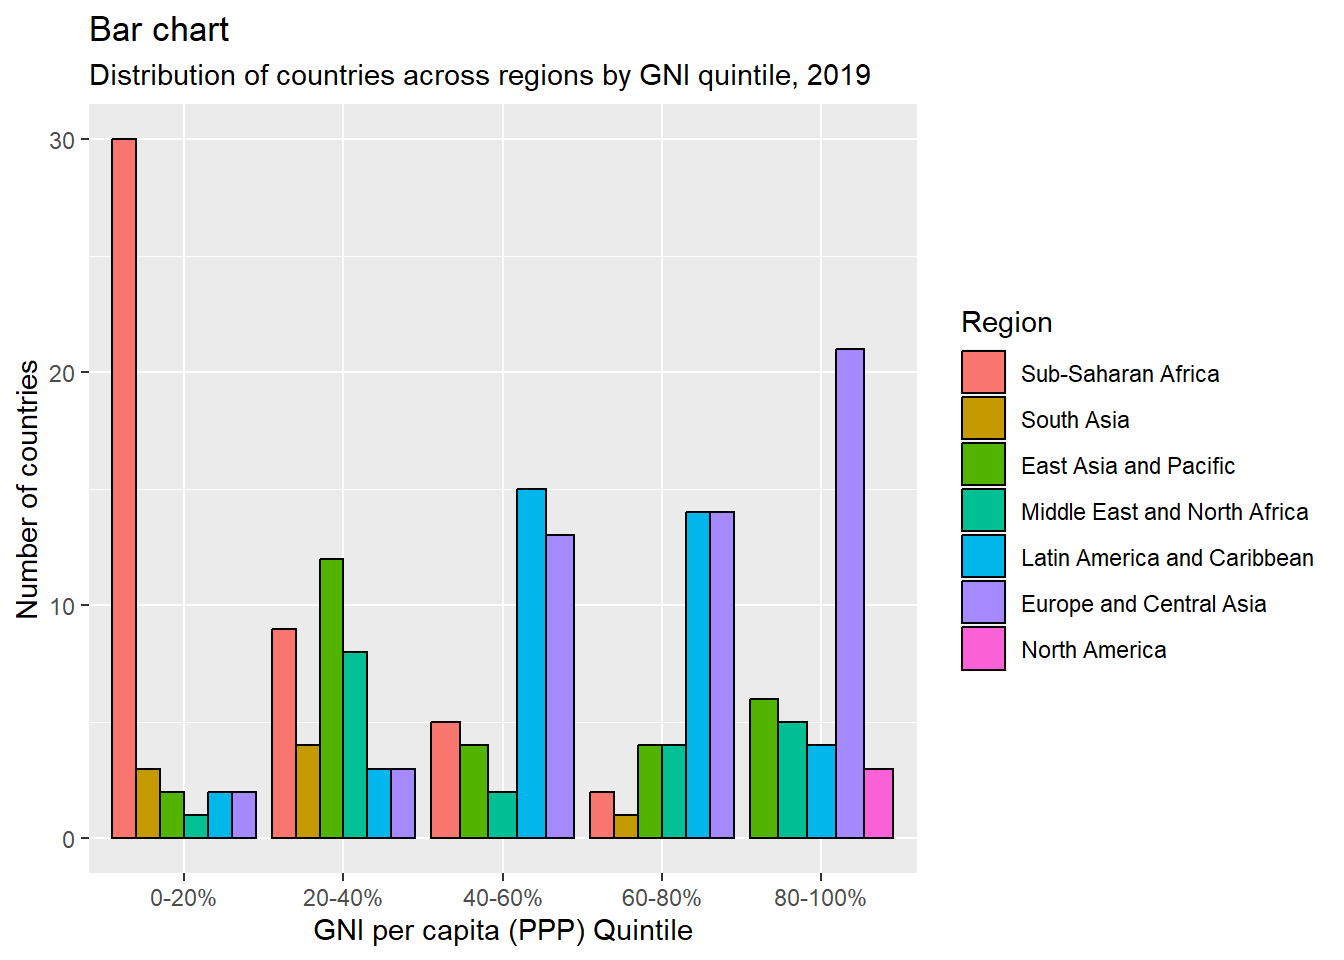 Bar chart
Distribution of countries across regions by GNI quintile, 2019
30
20
10
0
Number of countries
0-20%
20-40%
40-60%
60-80%
80-100%
GNI per capita (PPP) Quintile
Region
Sub-Saharan Africa
South Asia
East Asia and Pacific
Middle East and North Africa
Latin America and Caribbean
Europe and Central Asia
North America